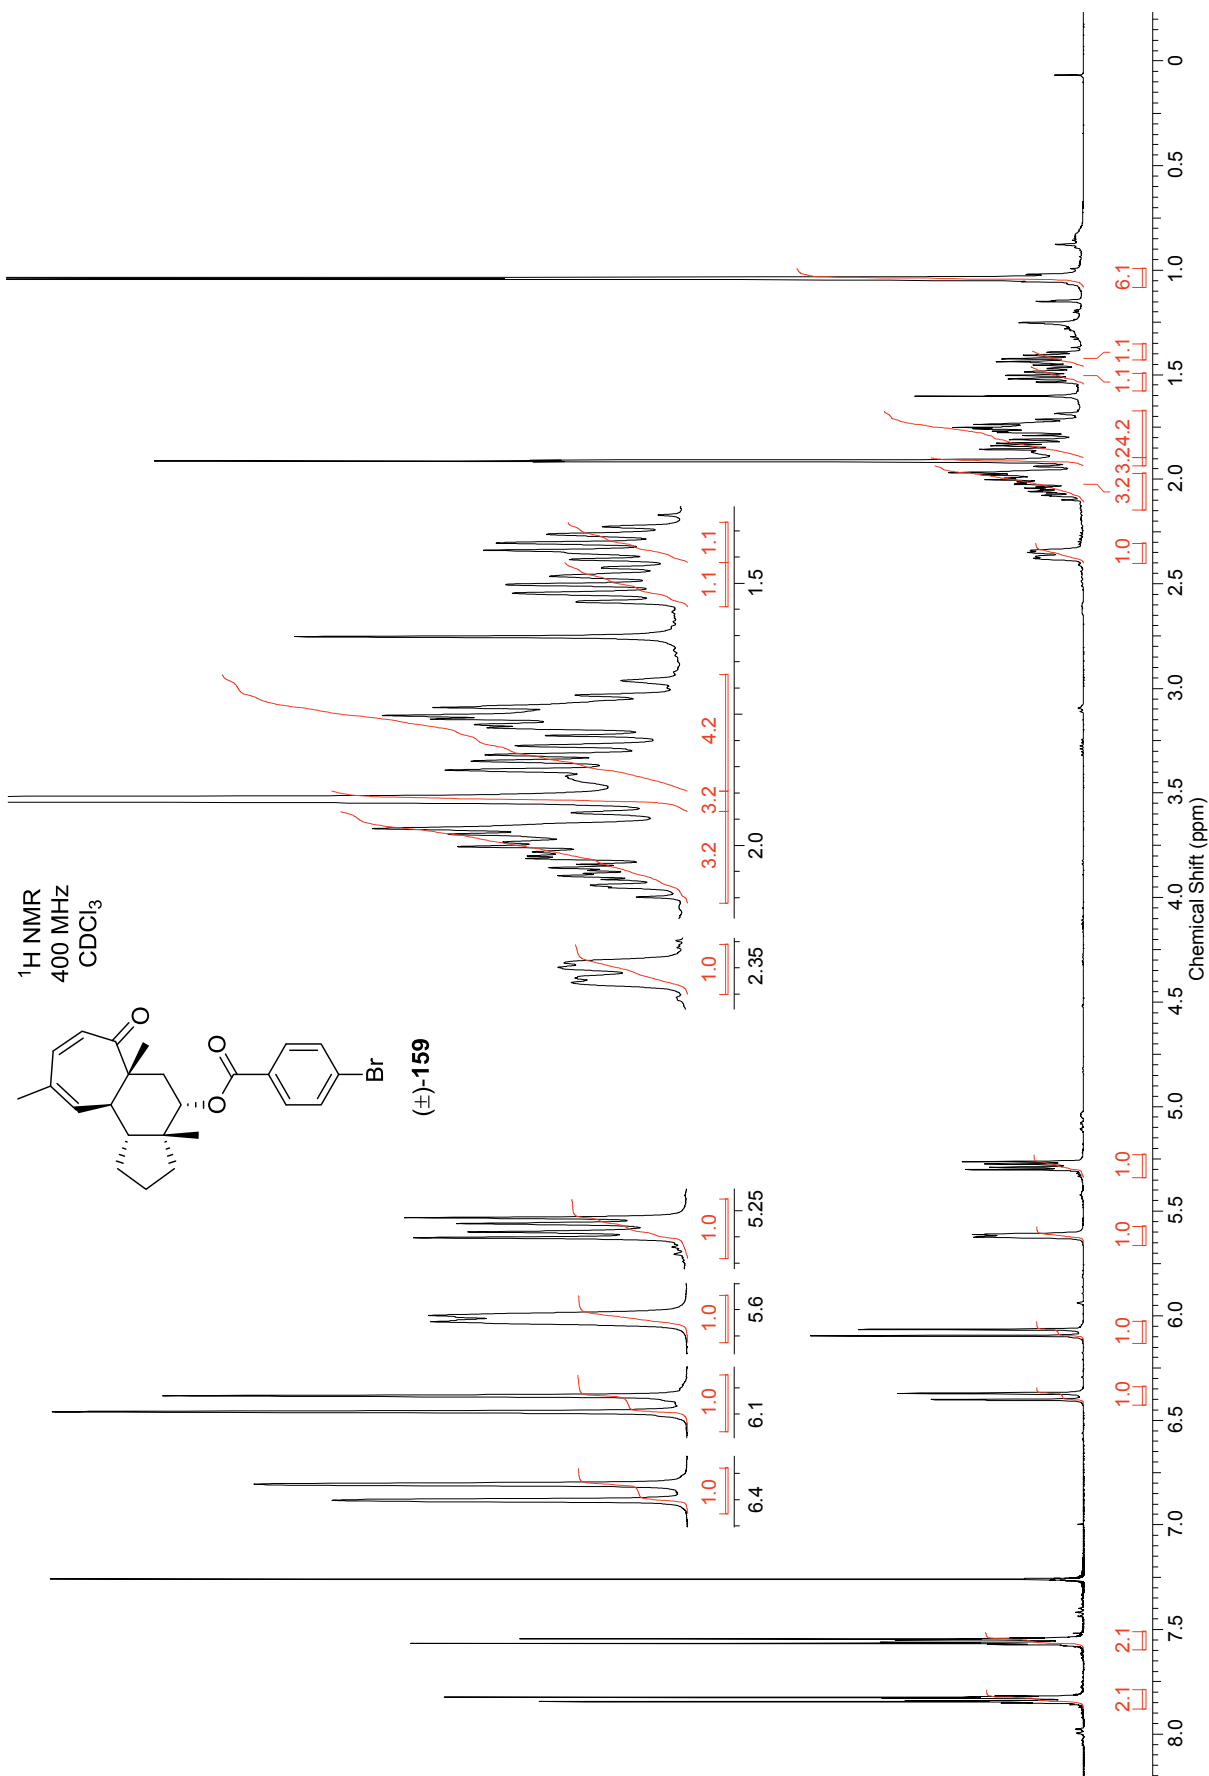 ¹H NMR
400 MHz
CDCl₃
O
O
O
Br
(±)-159
1.0
6.4
1.0
6.1
1.0
5.6
1.0
5.25
1.0
2.35
3.2 3.2 4.2
2.0
1.1 1.1
1.5
2.1 2.1 1.0 1.0 1.0 1.0 1.0 3.2 3.2 4.2 1.1 1.1 6.1
8.0 7.5 7.0 6.5 6.0 5.5 5.0 4.5 4.0 3.5 3.0 2.5 2.0 1.5 1.0 0.5 0
Chemical Shift (ppm)